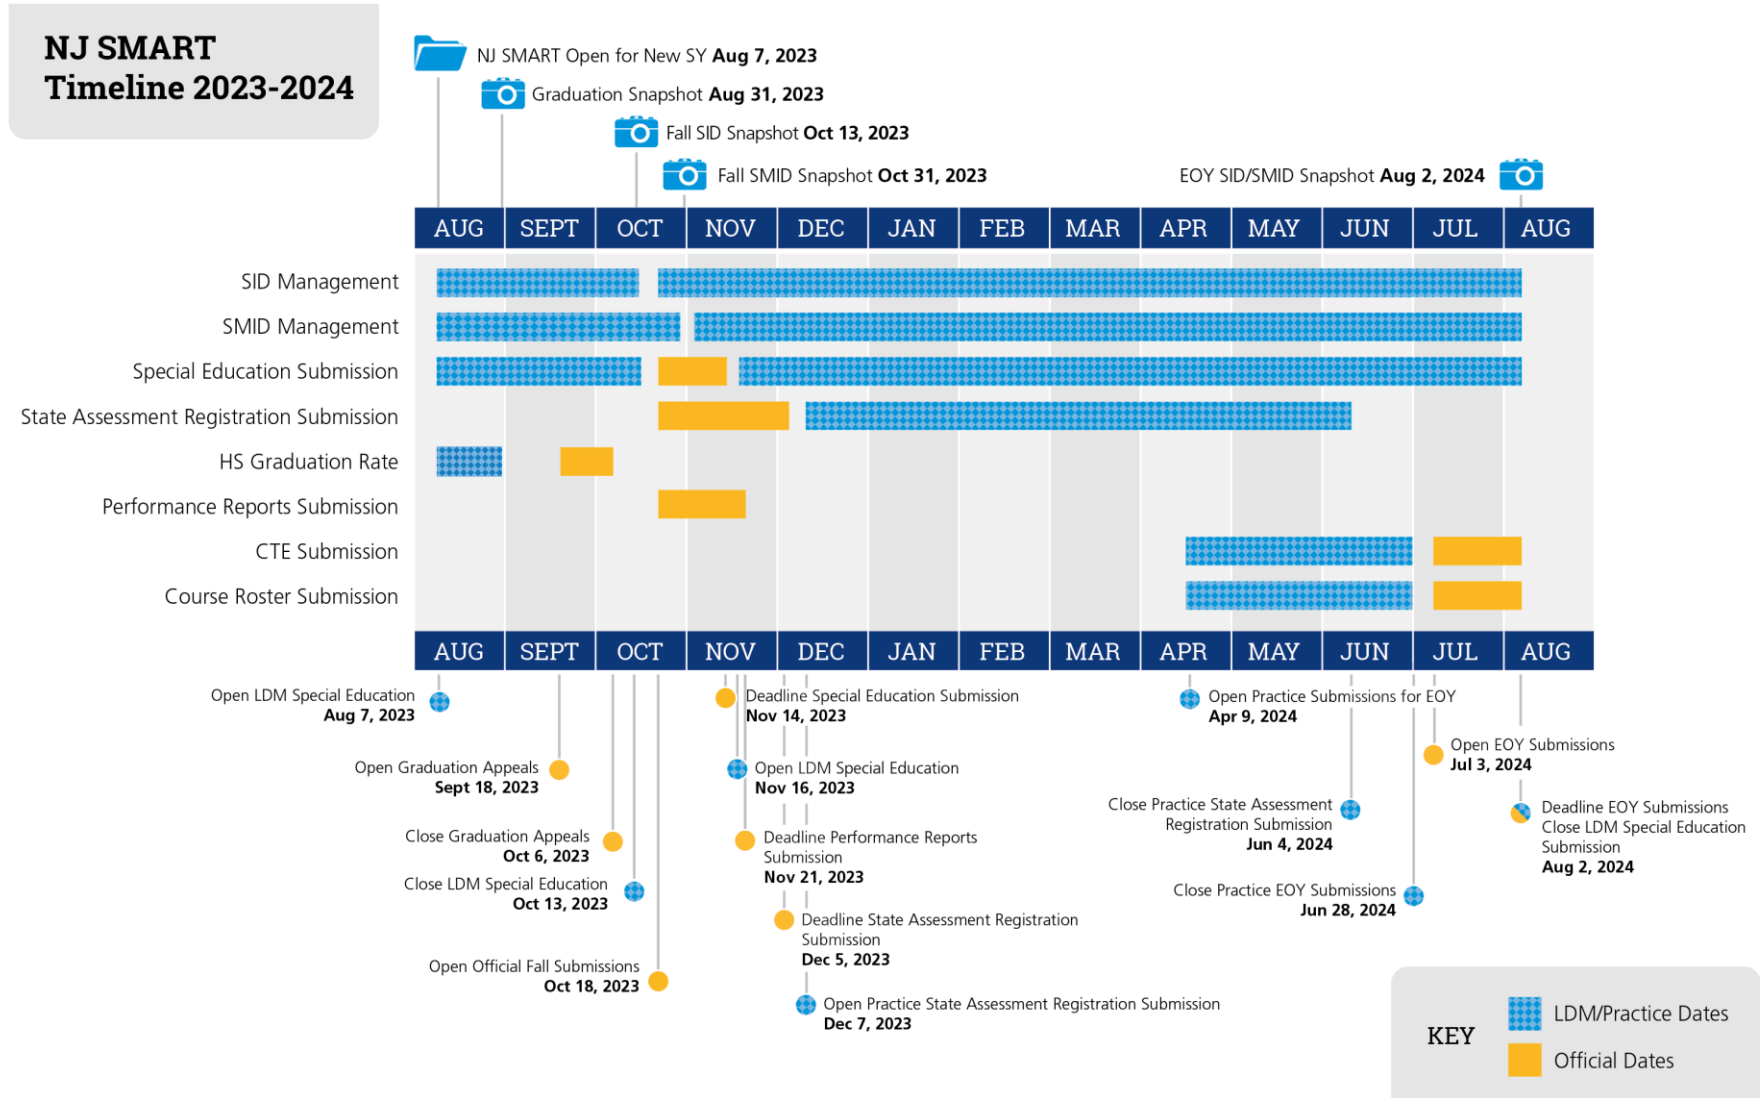 NJ SMART
Timeline 2023-2024
NJ SMART Open for New SY Aug 7, 2023
Graduation Snapshot Aug 31, 2023
Fall SID Snapshot Oct 13, 2023
Fall SMID Snapshot Oct 31, 2023
EOY SID/SMID Snapshot Aug 2, 2024
AUG SEPT OCT NOV DEC JAN FEB MAR APR MAY JUN JUL AUG
SID Management
SMID Management
Special Education Submission
State Assessment Registration Submission
HS Graduation Rate
Performance Reports Submission
CTE Submission
Course Roster Submission
AUG SEPT OCT NOV DEC JAN FEB MAR APR MAY JUN JUL AUG
Open LDM Special Education
Aug 7, 2023
Open Graduation Appeals
Sept 18, 2023
Close Graduation Appeals
Oct 6, 2023
Close LDM Special Education
Oct 13, 2023
Open Official Fall Submissions
Oct 18, 2023
Deadline Special Education Submission
Nov 14, 2023
Open LDM Special Education
Nov 16, 2023
Deadline Performance Reports
Submission
Nov 21, 2023
Deadline State Assessment Registration
Submission
Dec 5, 2023
Open Practice State Assessment Registration Submission
Dec 7, 2023
Open Practice Submissions for EOY
Apr 9, 2024
Close Practice State Assessment
Registration Submission
Jun 4, 2024
Close Practice EOY Submissions
Jun 28, 2024
Open EOY Submissions
Jul 3, 2024
Deadline EOY Submissions
Close LDM Special Education
Submission
Aug 2, 2024
KEY
LDM/Practice Dates
Official Dates